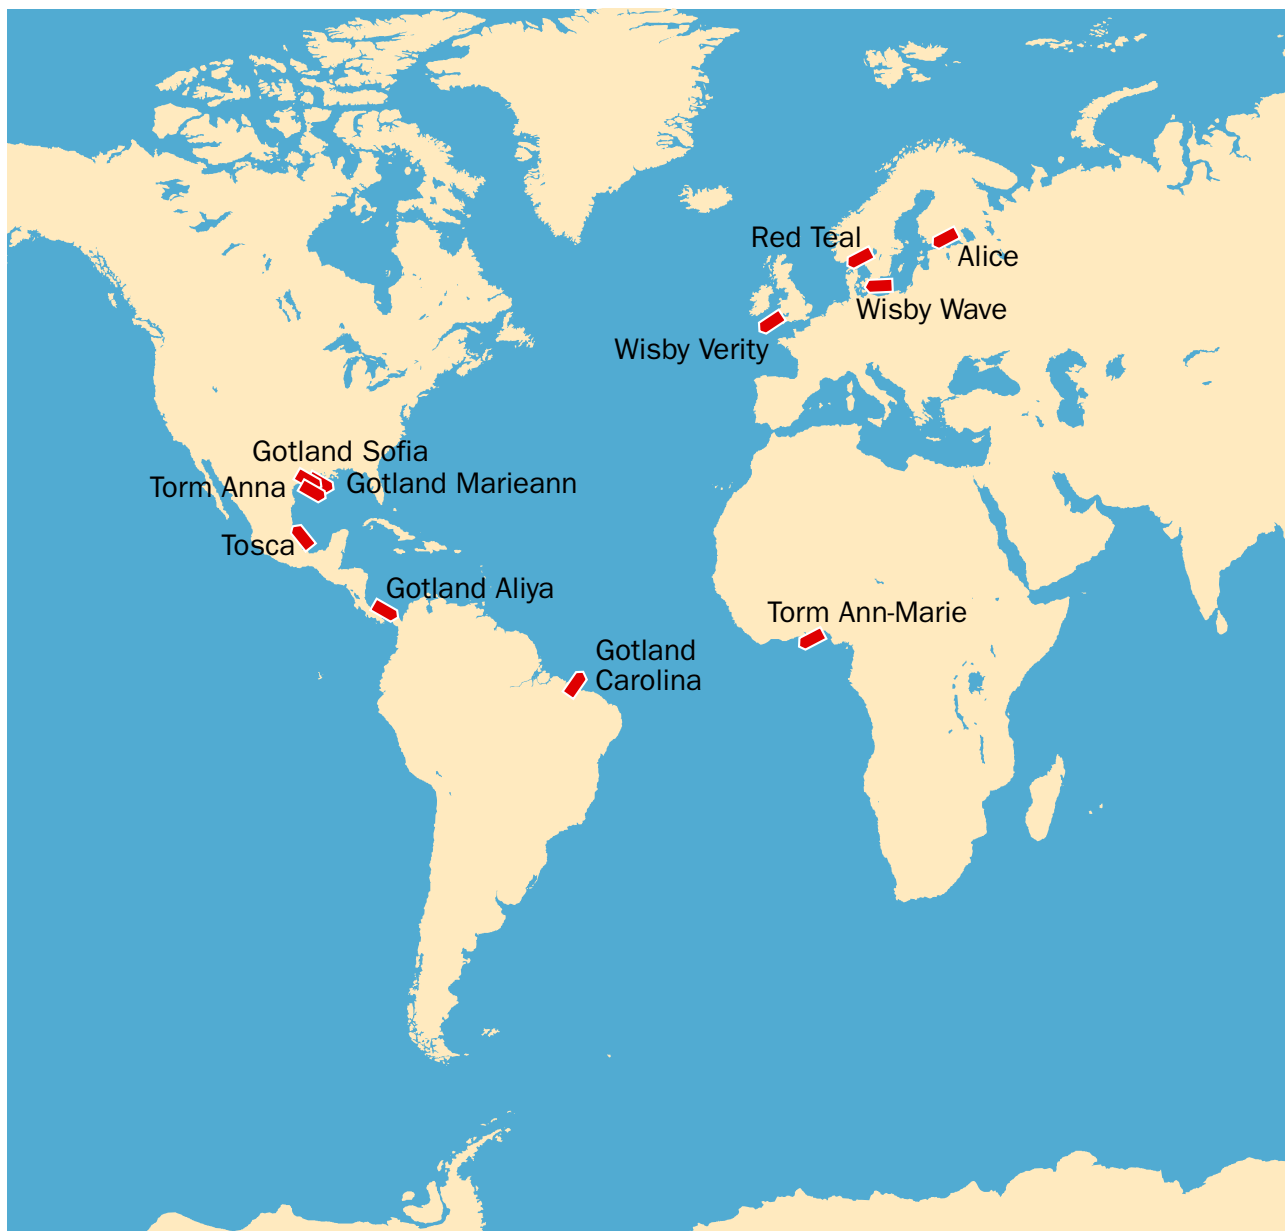 Red Teal
Alice
Wisby Wave
Wisby Verity
Gotland Sofia
Gotland Marieann
Torm Anna
Tosca
Gotland Aliya
Torm Ann-Marie
Gotland
Carolina